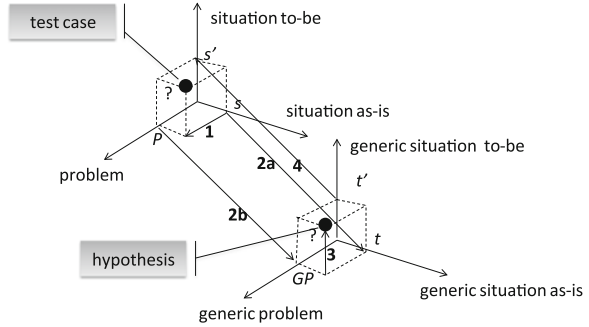 test case
situation to-be
s'
?
s
situation as-is
P
1
problem
generic situation to-be
2a
4
t'
2b
hypothesis
?
t
3
GP
generic situation as-is
generic problem